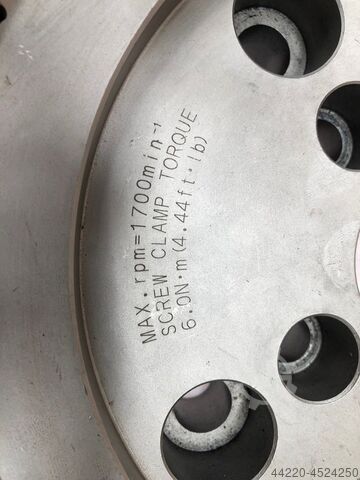 MAX. rpm=1700min⁻¹
SCREW CLAMP TORQUE
6.0N·m(4.44ft·lb)
44220-4524250